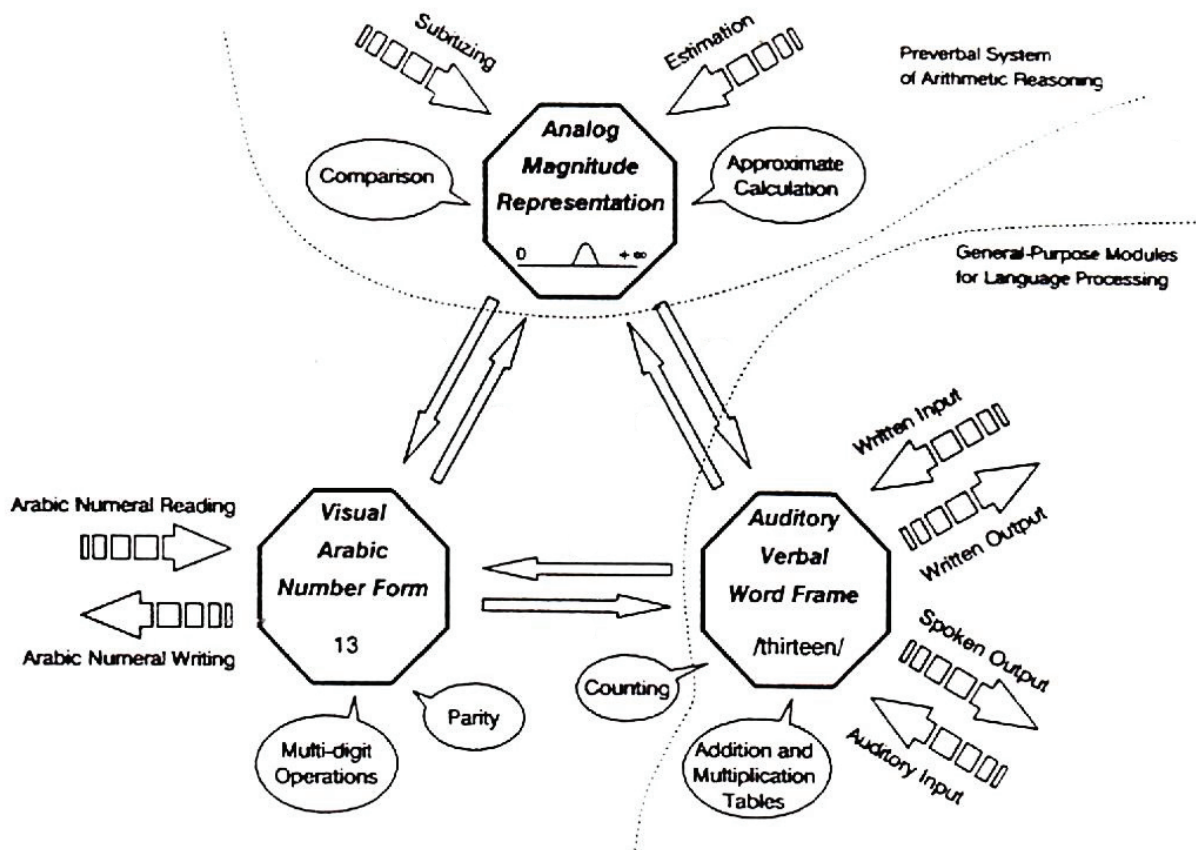 Subitizing
Estimation
Preverbal System
of Arithmetic Reasoning
Analog
Magnitude
Representation
0 + ∞
Comparison
Approximate
Calculation
General-Purpose Modules
for Language Processing
Written Input
Written Output
Arabic Numeral Reading
Arabic Numeral Writing
Visual
Arabic
Number Form
13
Auditory
Verbal
Word Frame
/thirteen/
Spoken Output
Auditory Input
Counting
Parity
Multi-digit
Operations
Addition and
Multiplication
Tables